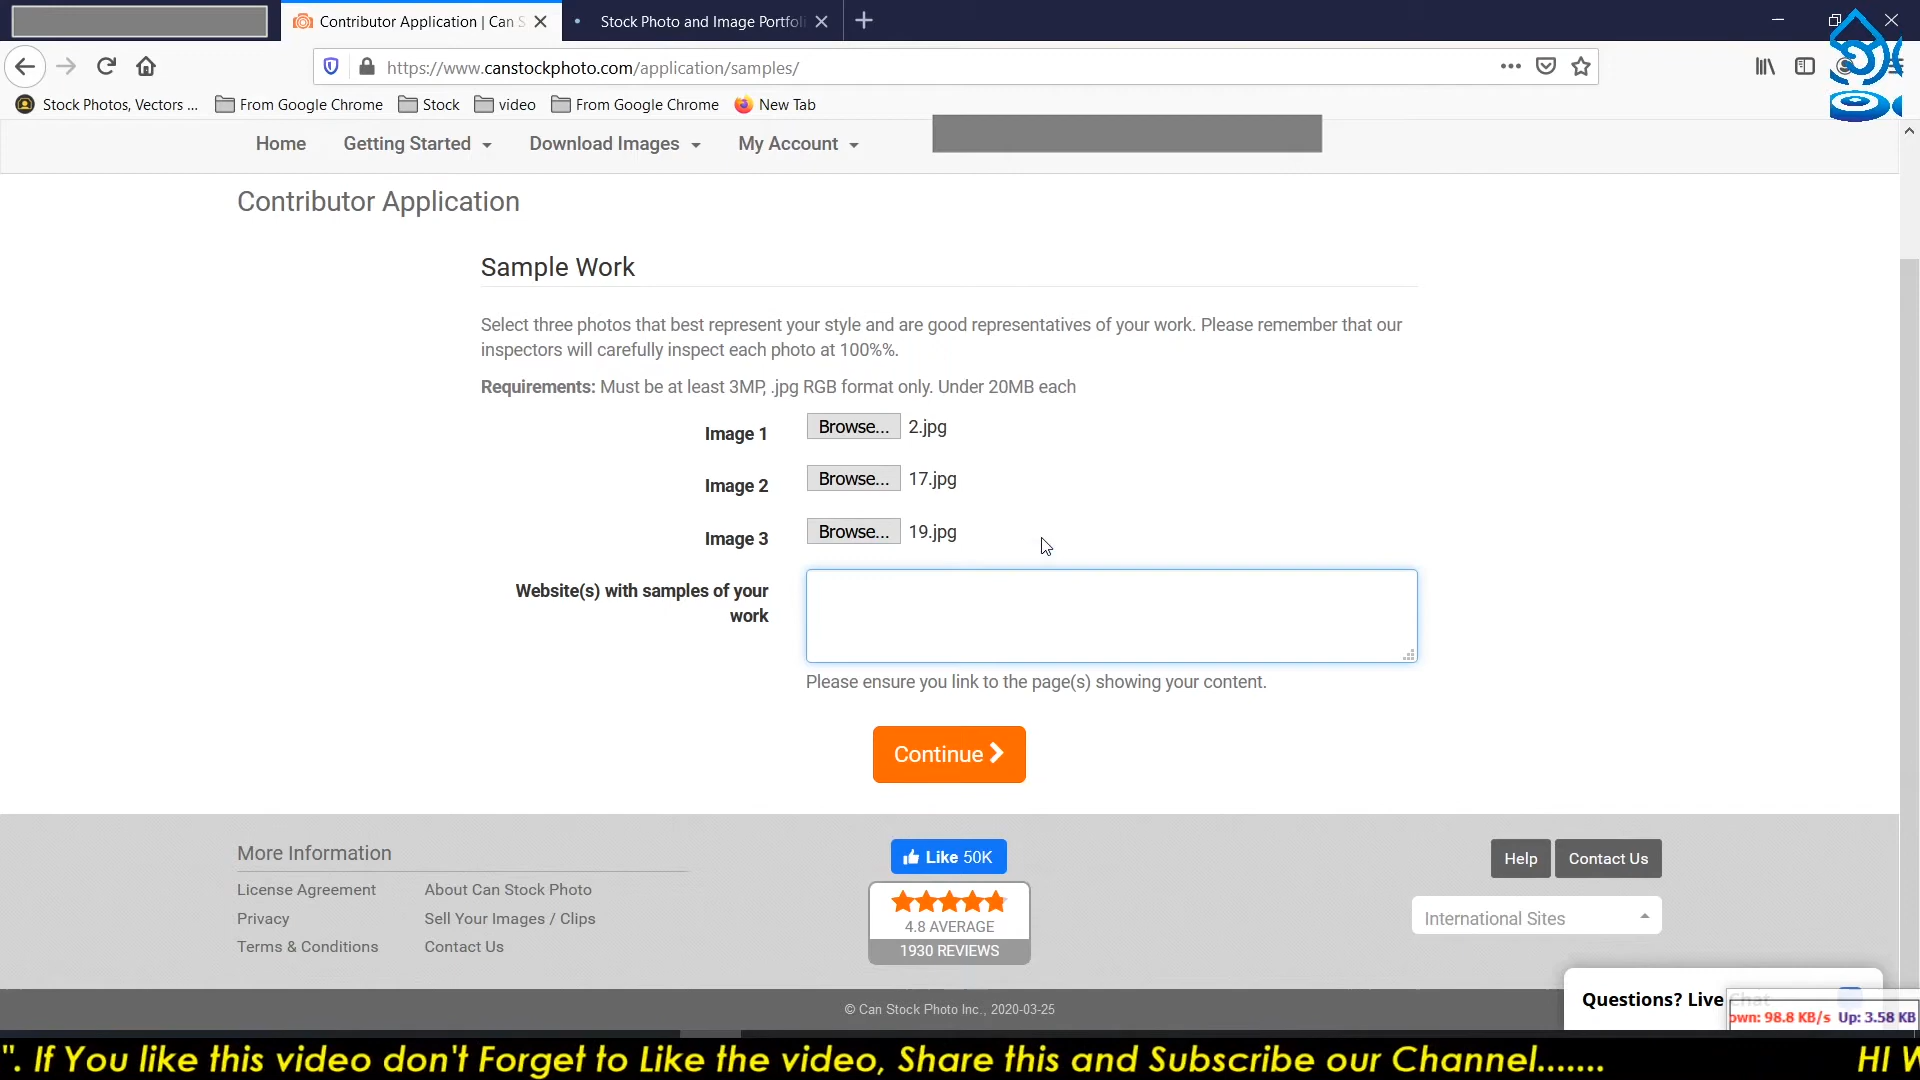 Contributor Application | Can S
Stock Photo and Image Portfoli
https://www.canstockphoto.com/application/samples/
Stock Photos, Vectors ...
From Google Chrome
Stock
video
From Google Chrome
New Tab
Home
Getting Started
Download Images
My Account
Contributor Application
Sample Work
Select three photos that best represent your style and are good representatives of your work. Please remember that our
inspectors will carefully inspect each photo at 100%%.
Requirements: Must be at least 3MP, .jpg RGB format only. Under 20MB each
Image 1 Browse... 2.jpg
Image 2 Browse... 17.jpg
Image 3 Browse... 19.jpg
Website(s) with samples of your
work
Please ensure you link to the page(s) showing your content.
Continue
More Information
License Agreement
About Can Stock Photo
Privacy
Sell Your Images / Clips
Terms & Conditions
Contact Us
Like 50K
4.8 AVERAGE
1930 REVIEWS
Help
Contact Us
International Sites
© Can Stock Photo Inc., 2020-03-25
Questions? Live Chat
own: 98.8 KB/s Up: 3.58 KB
". If You like this video don't Forget to Like the video, Share this and Subscribe our Channel....... HI W